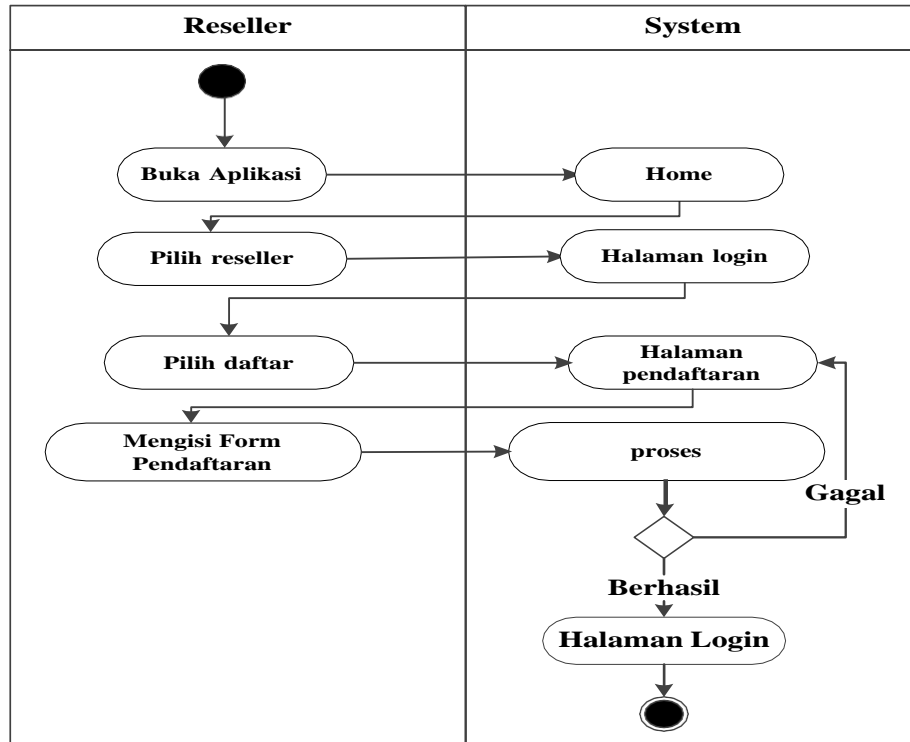 Reseller
System
Buka Aplikasi
Home
Pilih reseller
Halaman login
Pilih daftar
Halaman
pendaftaran
Mengisi Form
Pendaftaran
proses
Gagal
Berhasil
Halaman Login